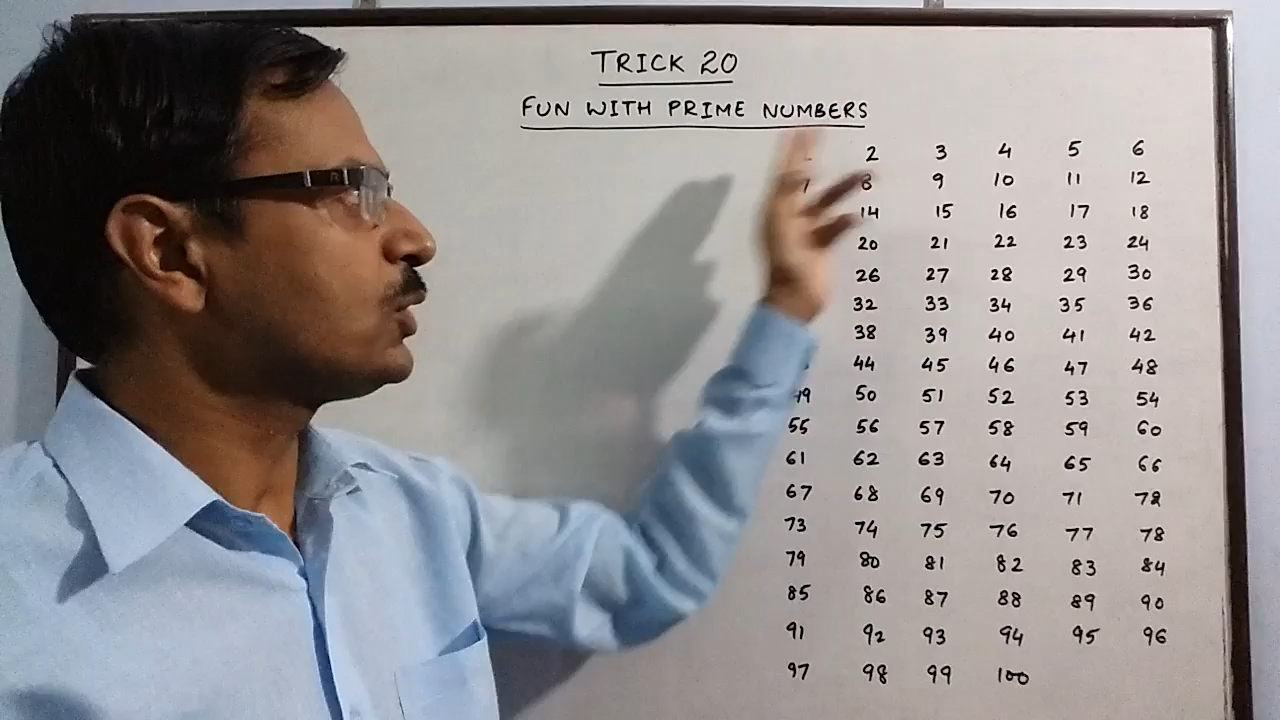 TRICK 20
FUN WITH PRIME NUMBERS
2 3 4 5 6
8 9 10 11 12
14 15 16 17 18
20 21 22 23 24
26 27 28 29 30
32 33 34 35 36
38 39 40 41 42
44 45 46 47 48
49 50 51 52 53 54
55 56 57 58 59 60
61 62 63 64 65 66
67 68 69 70 71 72
73 74 75 76 77 78
79 80 81 82 83 84
85 86 87 88 89 90
91 92 93 94 95 96
97 98 99 100